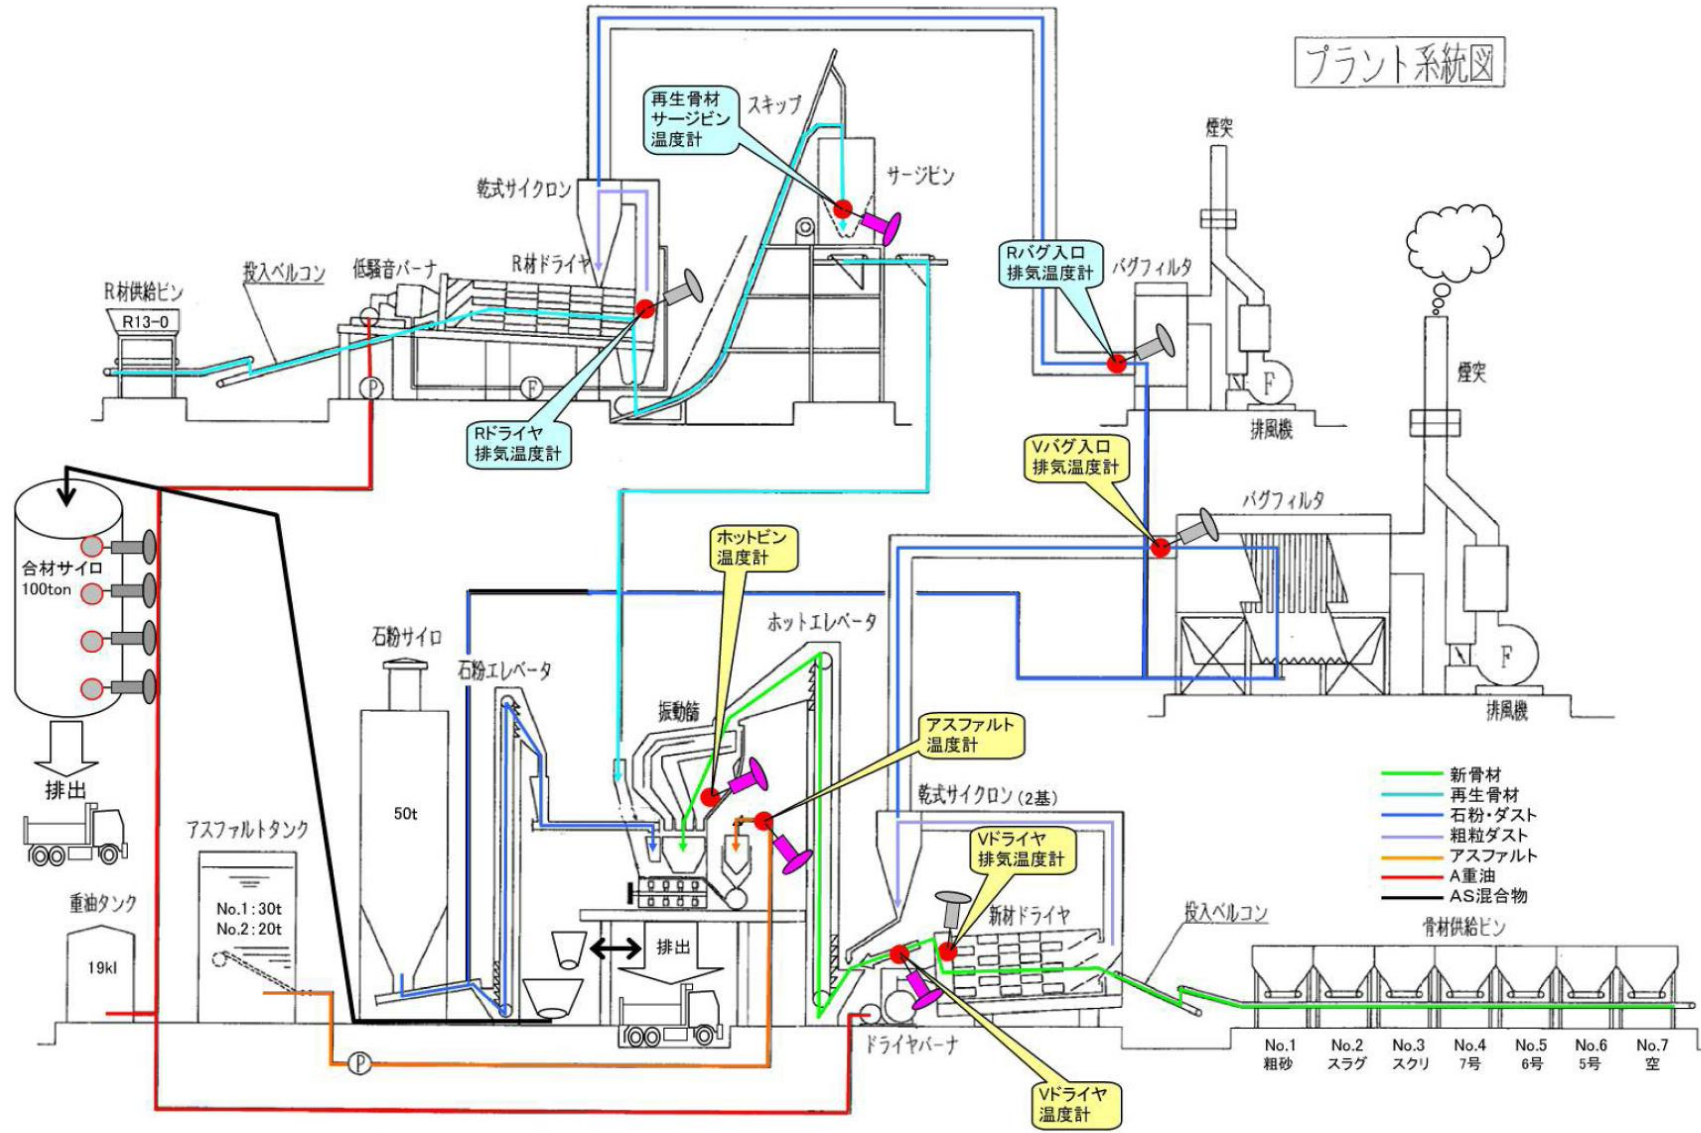 プラント系統図
煙突
再生骨材
サージビン
温度計
スキップ
サージビン
乾式サイクロン
R材ドライヤ
低騒音バーナ
投入ベルコン
R材供給ビン
R13-0
P
F
Rドライヤ
排気温度計
Rバグ入口
排気温度計
バグフィルタ
F
排風機
煙突
Vバグ入口
排気温度計
バグフィルタ
F
排風機
合材サイロ
100ton
排出
ホットビン
温度計
ホットエレベータ
石粉サイロ
石粉エレベータ
振動篩
アスファルト
温度計
50t
アスファルトタンク
No.1:30t
No.2:20t
重油タンク
19kl
P
排出
乾式サイクロン(2基)
Vドライヤ
排気温度計
新材ドライヤ
投入ベルコン
骨材供給ビン
ドライヤバーナ
Vドライヤ
温度計
新骨材
再生骨材
石粉・ダスト
粗粒ダスト
アスファルト
A重油
AS混合物
No.1 No.2 No.3 No.4 No.5 No.6 No.7
粗砂 スラグ スクリ 7号 6号 5号 空